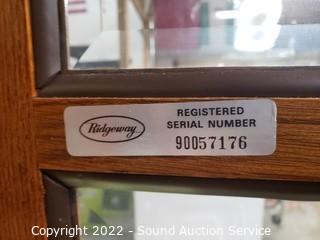 Ridgeway
REGISTERED
SERIAL NUMBER
90057176
Copyright 2022 - Sound Auction Service